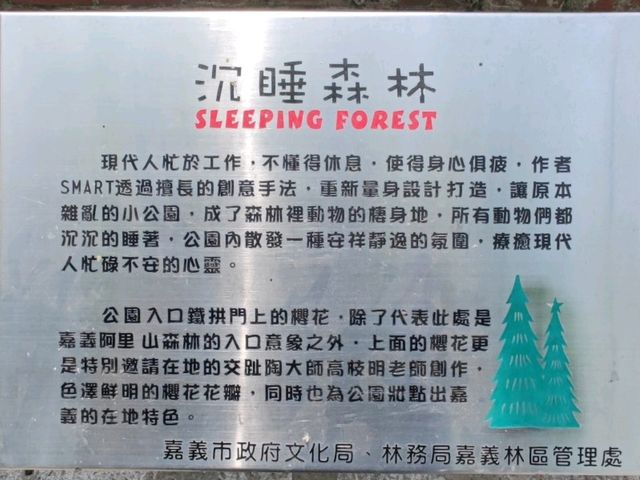 沉睡森林
SLEEPING FOREST
現代人忙於工作，不懂得休息，使得身心俱疲，作者
SMART透過擅長的創意手法，重新量身設計打造，讓原本
雜亂的小公園，成了森林裡動物的棲身地，所有動物們都
沉沉的睡著，公園內散發一種安祥靜逸的氛圍，療癒現代
人忙碌不安的心靈。
公園入口鐵拱門上的櫻花，除了代表此處是
嘉義阿里山森林的入口意象之外，上面的櫻花更
是特別邀請在地的交趾陶大師高枝明老師創作，
色澤鮮明的櫻花花瓣，同時也為公園妝點出嘉
義的在地特色。
嘉義市政府文化局、林務局嘉義林區管理處